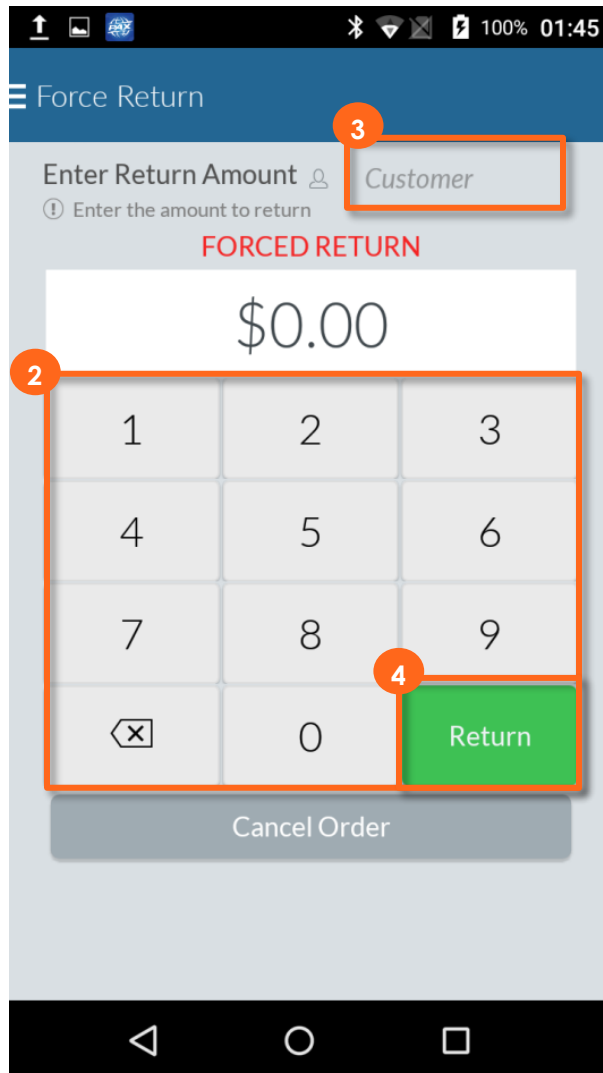 100% 01:45
Force Return
3
Enter Return Amount Customer
Enter the amount to return
FORCED RETURN
$0.00
2
1 2 3
4 5 6
7 8 9
4
0 Return
Cancel Order